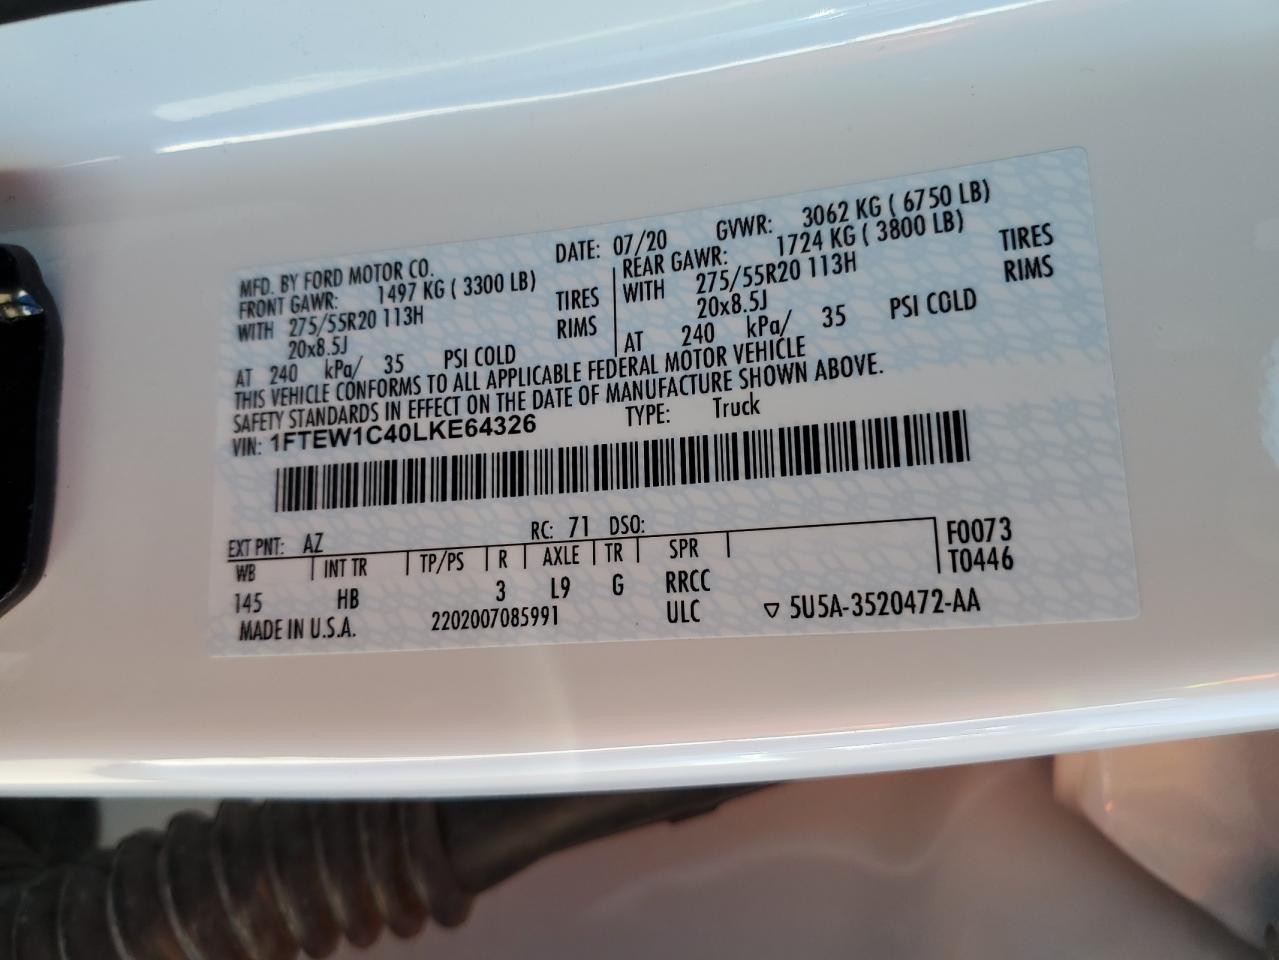 MFD. BY FORD MOTOR CO. DATE: 07/20 GVWR: 3062 KG ( 6750 LB)
FRONT GAWR: 1497 KG ( 3300 LB)
WITH 275/55R20 113H TIRES
20x8.5J RIMS
AT 240 kPa/ 35 PSI COLD
REAR GAWR: 1724 KG ( 3800 LB)
WITH 275/55R20 113H TIRES
20x8.5J RIMS
AT 240 kPa/ 35 PSI COLD
THIS VEHICLE CONFORMS TO ALL APPLICABLE FEDERAL MOTOR VEHICLE
SAFETY STANDARDS IN EFFECT ON THE DATE OF MANUFACTURE SHOWN ABOVE.
VIN: 1FTEW1C40LKE64326 TYPE: Truck
EXT PNT: AZ RC: 71 DSO:
WB INT TR TP/PS R AXLE TR SPR F0073
145 HB 3 L9 G RRCC T0446
MADE IN U.S.A. 2202007085991 ULC ▽ 5U5A-3520472-AA